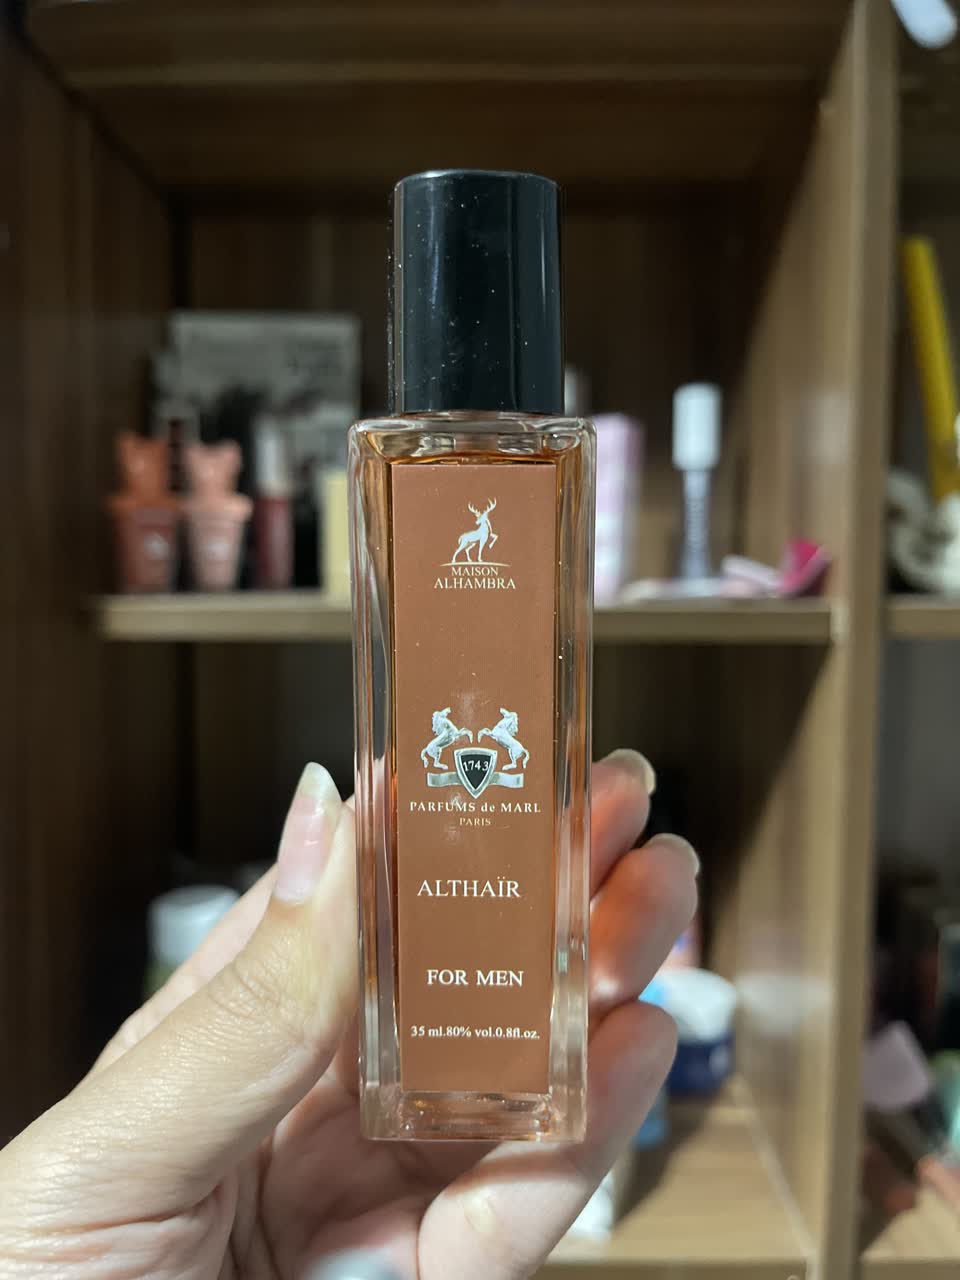 MAISON
ALHAMBRA
1743
PARFUMS de MARL
PARIS
ALTHAÏR
FOR MEN
35 ml.80% vol.0.8fl.oz.